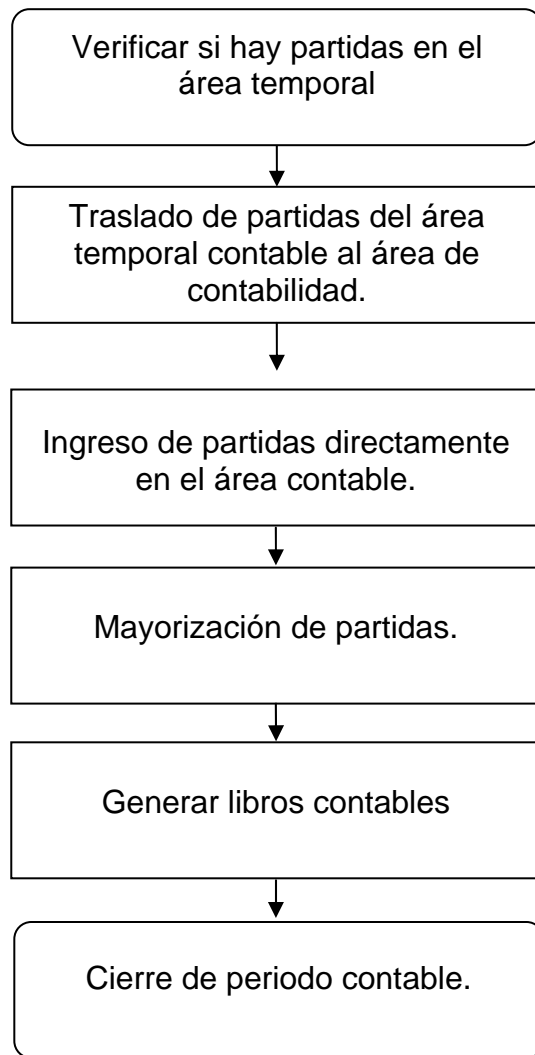 Verificar si hay partidas en el
área temporal
Traslado de partidas del área
temporal contable al área de
contabilidad.
Ingreso de partidas directamente
en el área contable.
Mayorización de partidas.
Generar libros contables
Cierre de periodo contable.